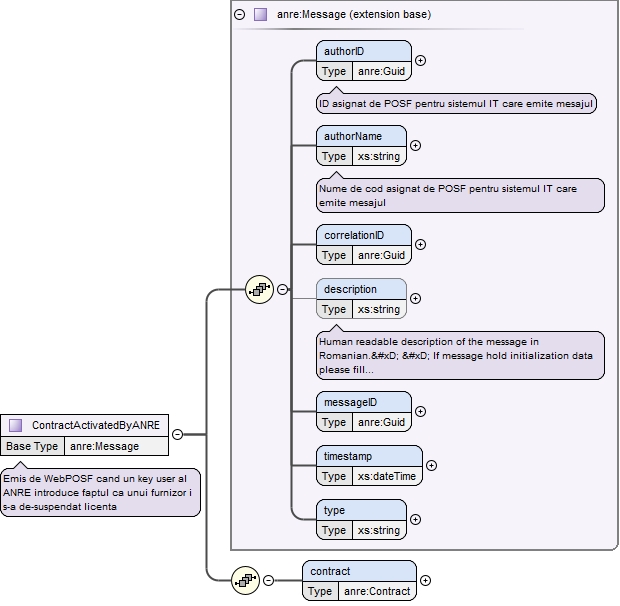 anre:Message (extension base)
authorID
Type anre:Guid
ID asignat de POSF pentru sistemul IT care emite mesajul
authorName
Type xs:string
Nume de cod asignat de POSF pentru sistemul IT care
emite mesajul
correlationID
Type anre:Guid
description
Type xs:string
Human readable description of the message in
Romanian.&#xD; &#xD; If message hold initialization data
please fill...
messageID
Type anre:Guid
timestamp
Type xs:dateTime
type
Type xs:string
ContractActivatedByANRE
Base Type anre:Message
Emis de WebPOSF cand un key user al
ANRE introduce faptul ca unui furnizor i
s-a de-suspendat licenta
contract
Type anre:Contract